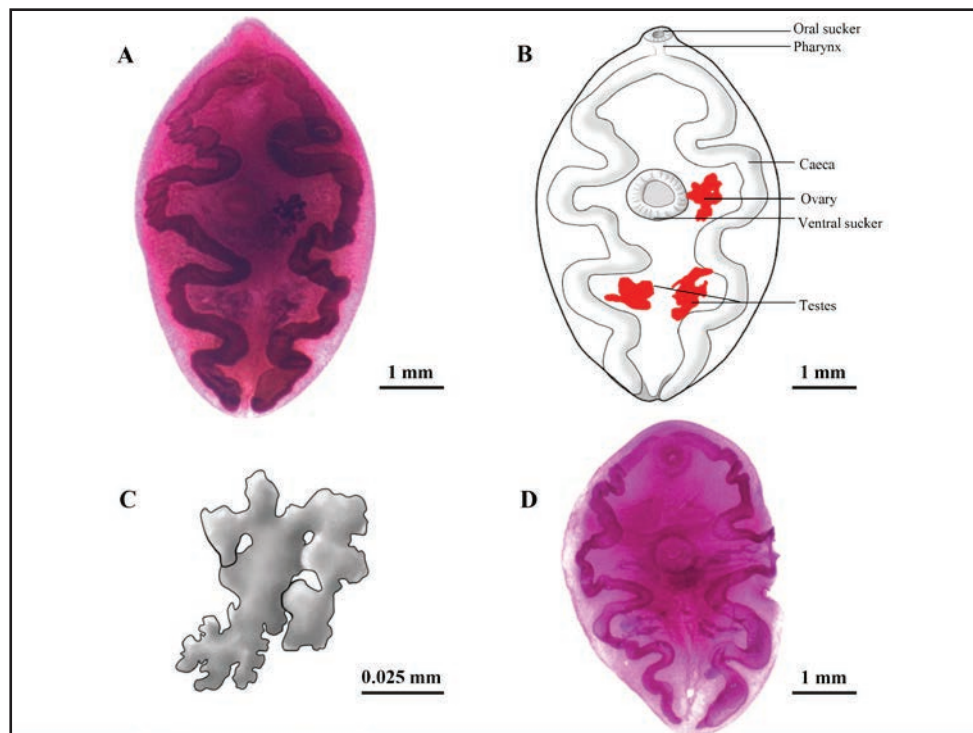 A
B
Oral sucker
Pharynx
Caeca
Ovary
Ventral sucker
Testes
1 mm
1 mm
C
D
0.025 mm
1 mm